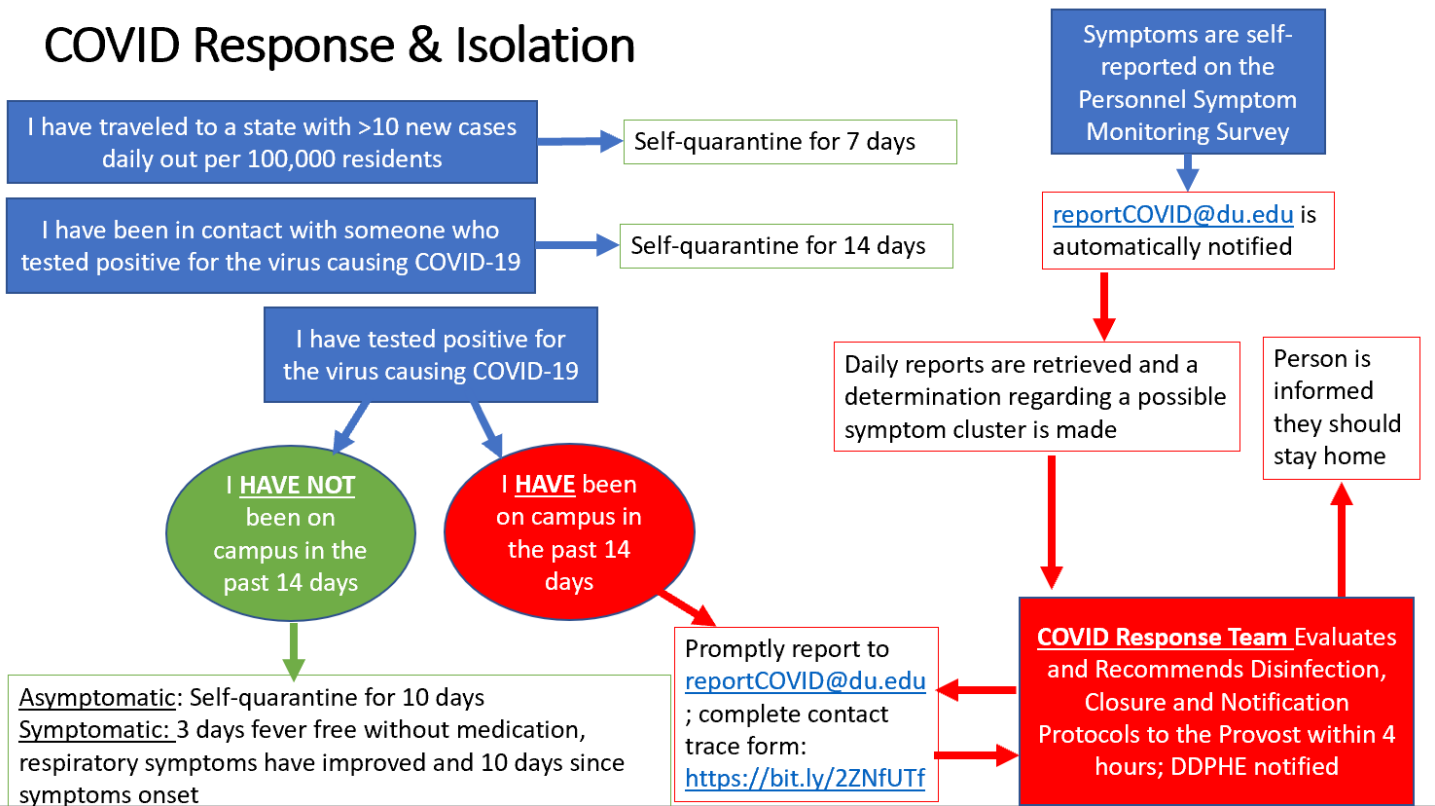 COVID Response & Isolation
I have traveled to a state with >10 new cases
daily out per 100,000 residents
Self-quarantine for 7 days
I have been in contact with someone who
tested positive for the virus causing COVID-19
Self-quarantine for 14 days
I have tested positive for
the virus causing COVID-19
I HAVE NOT
been on
campus in the
past 14 days
I HAVE been
on campus in
the past 14
days
Asymptomatic: Self-quarantine for 10 days
Symptomatic: 3 days fever free without medication,
respiratory symptoms have improved and 10 days since
symptoms onset
Promptly report to
reportCOVID@du.edu
; complete contact
trace form:
https://bit.ly/2ZNfUTf
Symptoms are self-
reported on the
Personnel Symptom
Monitoring Survey
reportCOVID@du.edu is
automatically notified
Daily reports are retrieved and a
determination regarding a possible
symptom cluster is made
Person is
informed
they should
stay home
COVID Response Team Evaluates
and Recommends Disinfection,
Closure and Notification
Protocols to the Provost within 4
hours; DDPHE notified